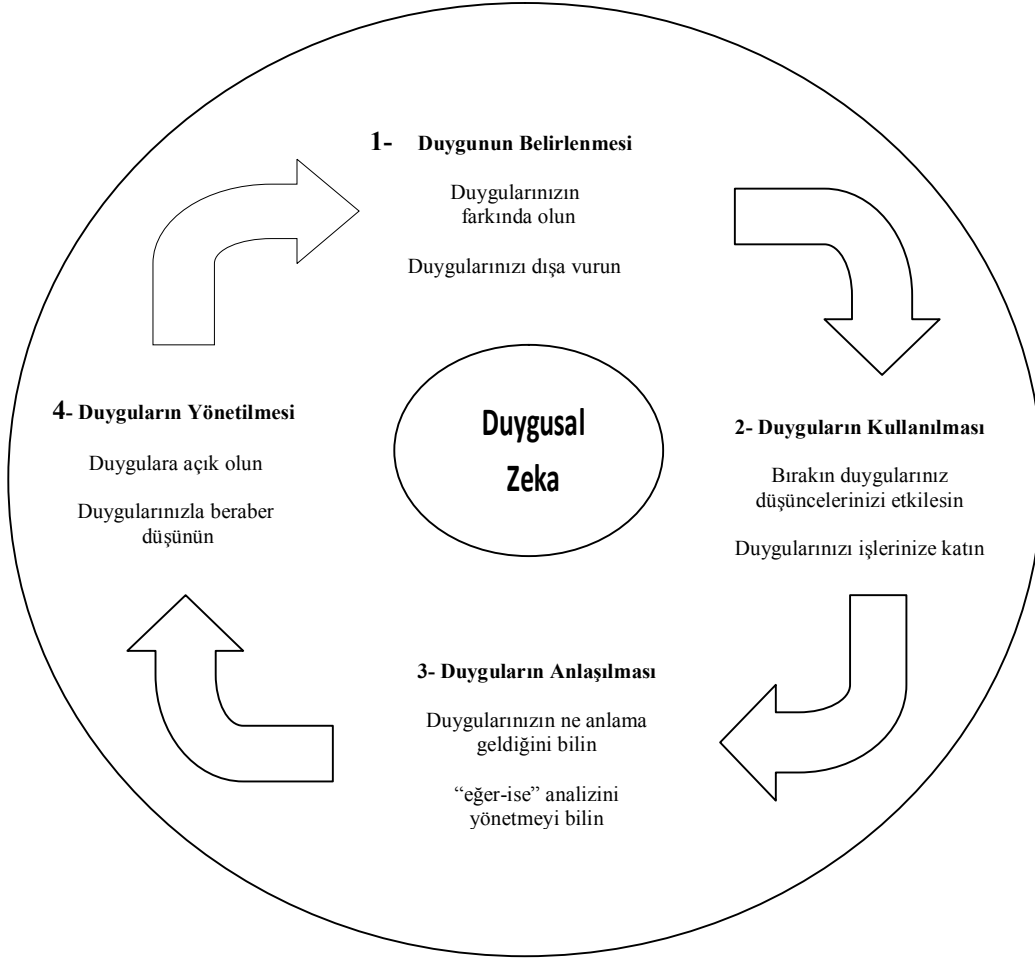 1- Duygunun Belirlenmesi
Duygularınızın
farkında olun
Duygularınızı dışa vurun
2- Duyguların Kullanılması
Bırakın duygularınız
düşüncelerinizi etkilesin
Duygularınızı işlerinize katın
3- Duyguların Anlaşılması
Duygularınızın ne anlama
geldiğini bilin
“eğer-ise” analizini
yönetmeyi bilin
4- Duyguların Yönetilmesi
Duygulara açık olun
Duygularınızla beraber
düşünün
Duygusal
Zeka